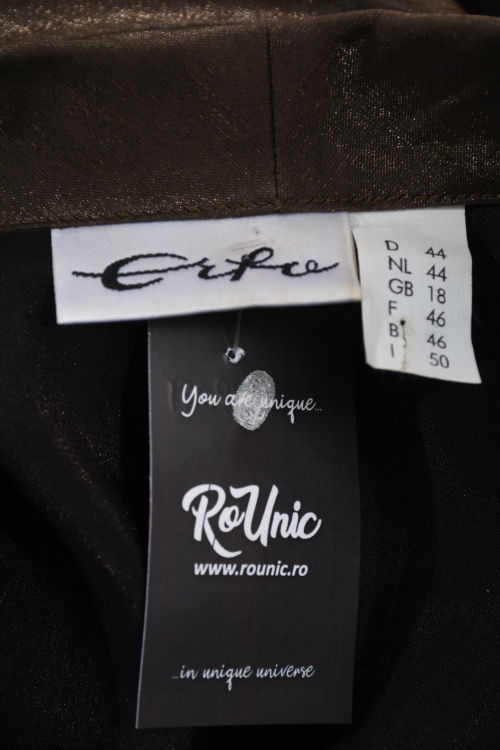 Erfo
D 44
NL 44
GB 18
F 46
B 46
I 50
You are unique...
RoUnic
www.rounic.ro
...in unique universe